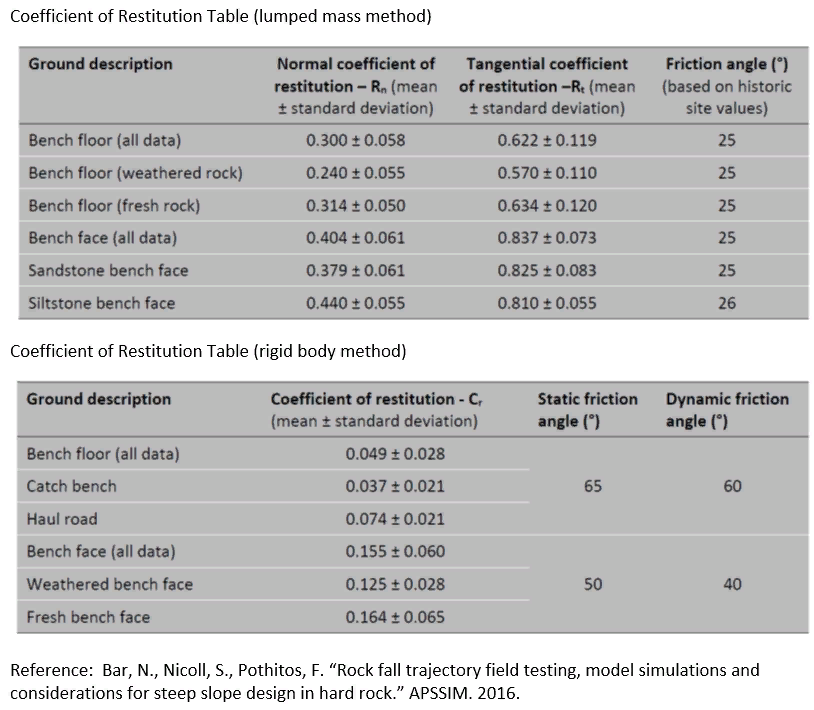 Coefficient of Restitution Table (lumped mass method)
Ground description Normal coefficient of Tangential coefficient Friction angle (°)
restitution – Rₙ (mean of restitution –Rₜ (mean (based on historic
± standard deviation) ± standard deviation) site values)
Bench floor (all data) 0.300 ± 0.058 0.622 ± 0.119 25
Bench floor (weathered rock) 0.240 ± 0.055 0.570 ± 0.110 25
Bench floor (fresh rock) 0.314 ± 0.050 0.634 ± 0.120 25
Bench face (all data) 0.404 ± 0.061 0.837 ± 0.073 25
Sandstone bench face 0.379 ± 0.061 0.825 ± 0.083 25
Siltstone bench face 0.440 ± 0.055 0.810 ± 0.055 26
Coefficient of Restitution Table (rigid body method)
Ground description Coefficient of restitution - Cᵣ Static friction Dynamic friction
(mean ± standard deviation) angle (°) angle (°)
Bench floor (all data) 0.049 ± 0.028
Catch bench 0.037 ± 0.021 65 60
Haul road 0.074 ± 0.021
Bench face (all data) 0.155 ± 0.060
Weathered bench face 0.125 ± 0.028 50 40
Fresh bench face 0.164 ± 0.065
Reference: Bar, N., Nicoll, S., Pothitos, F. “Rock fall trajectory field testing, model simulations and
considerations for steep slope design in hard rock.” APSSIM. 2016.